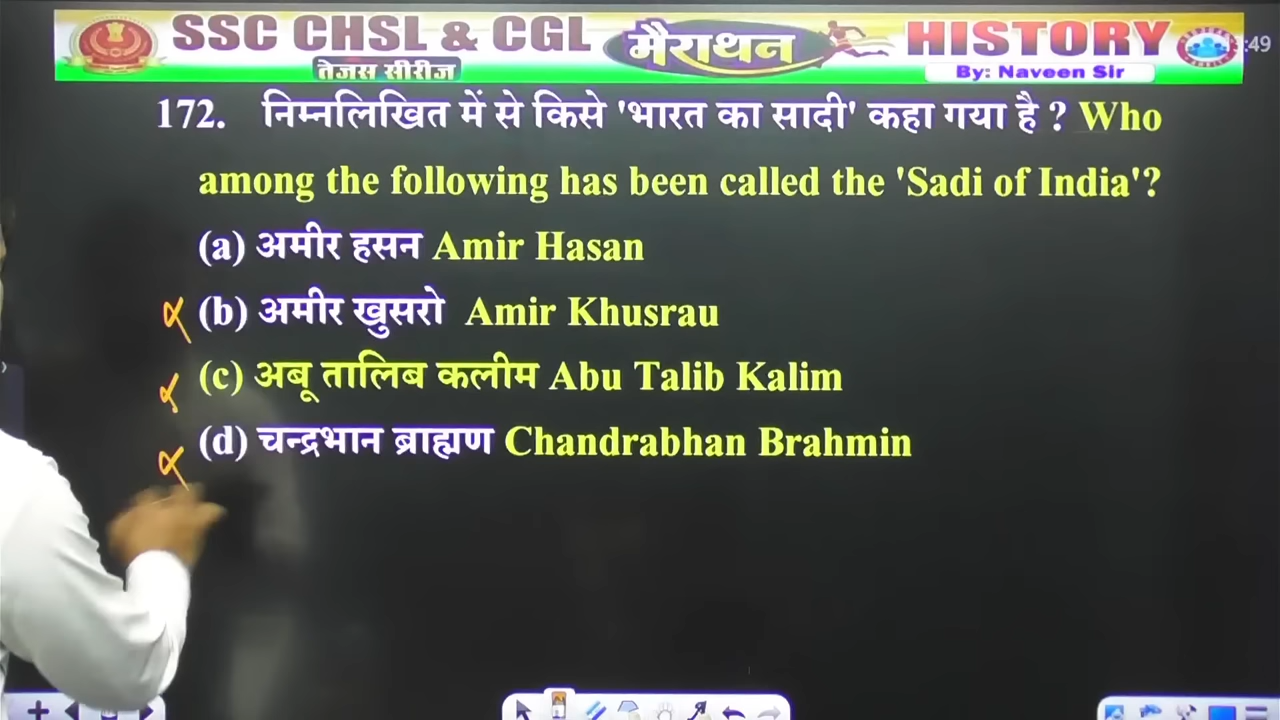 SSC CHSL & CGL मैराथन HISTORY :49
तेजस सीरीज By: Naveen Sir
172. निम्नलिखित में से किसे 'भारत का सादी' कहा गया है ? Who
among the following has been called the 'Sadi of India'?
(a) अमीर हसन Amir Hasan
(b) अमीर खुसरो Amir Khusrau
(c) अबू तालिब कलीम Abu Talib Kalim
(d) चन्द्रभान ब्राह्मण Chandrabhan Brahmin